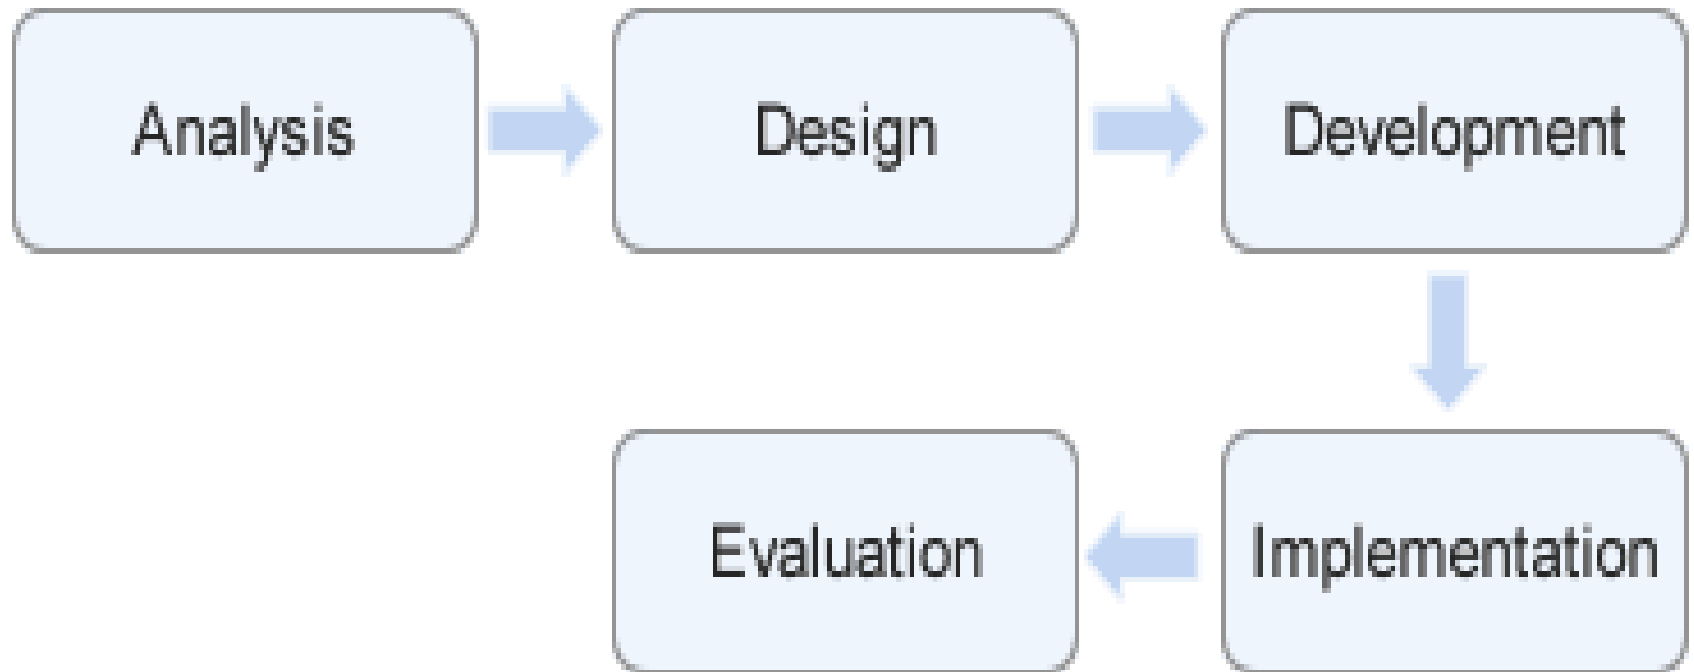 Analysis
Design
Development
Implementation
Evaluation